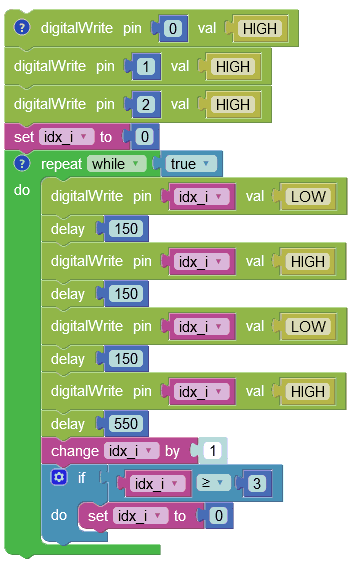 ? digitalWrite pin 0 val HIGH
digitalWrite pin 1 val HIGH
digitalWrite pin 2 val HIGH
set idx_i ▾ to 0
? repeat while ▾ true ▾
do digitalWrite pin idx_i val LOW
delay 150
digitalWrite pin idx_i val HIGH
delay 150
digitalWrite pin idx_i val LOW
delay 150
digitalWrite pin idx_i val HIGH
delay 550
change idx_i ▾ by 1
if idx_i ▾ ≥ ▾ 3
do set idx_i ▾ to 0